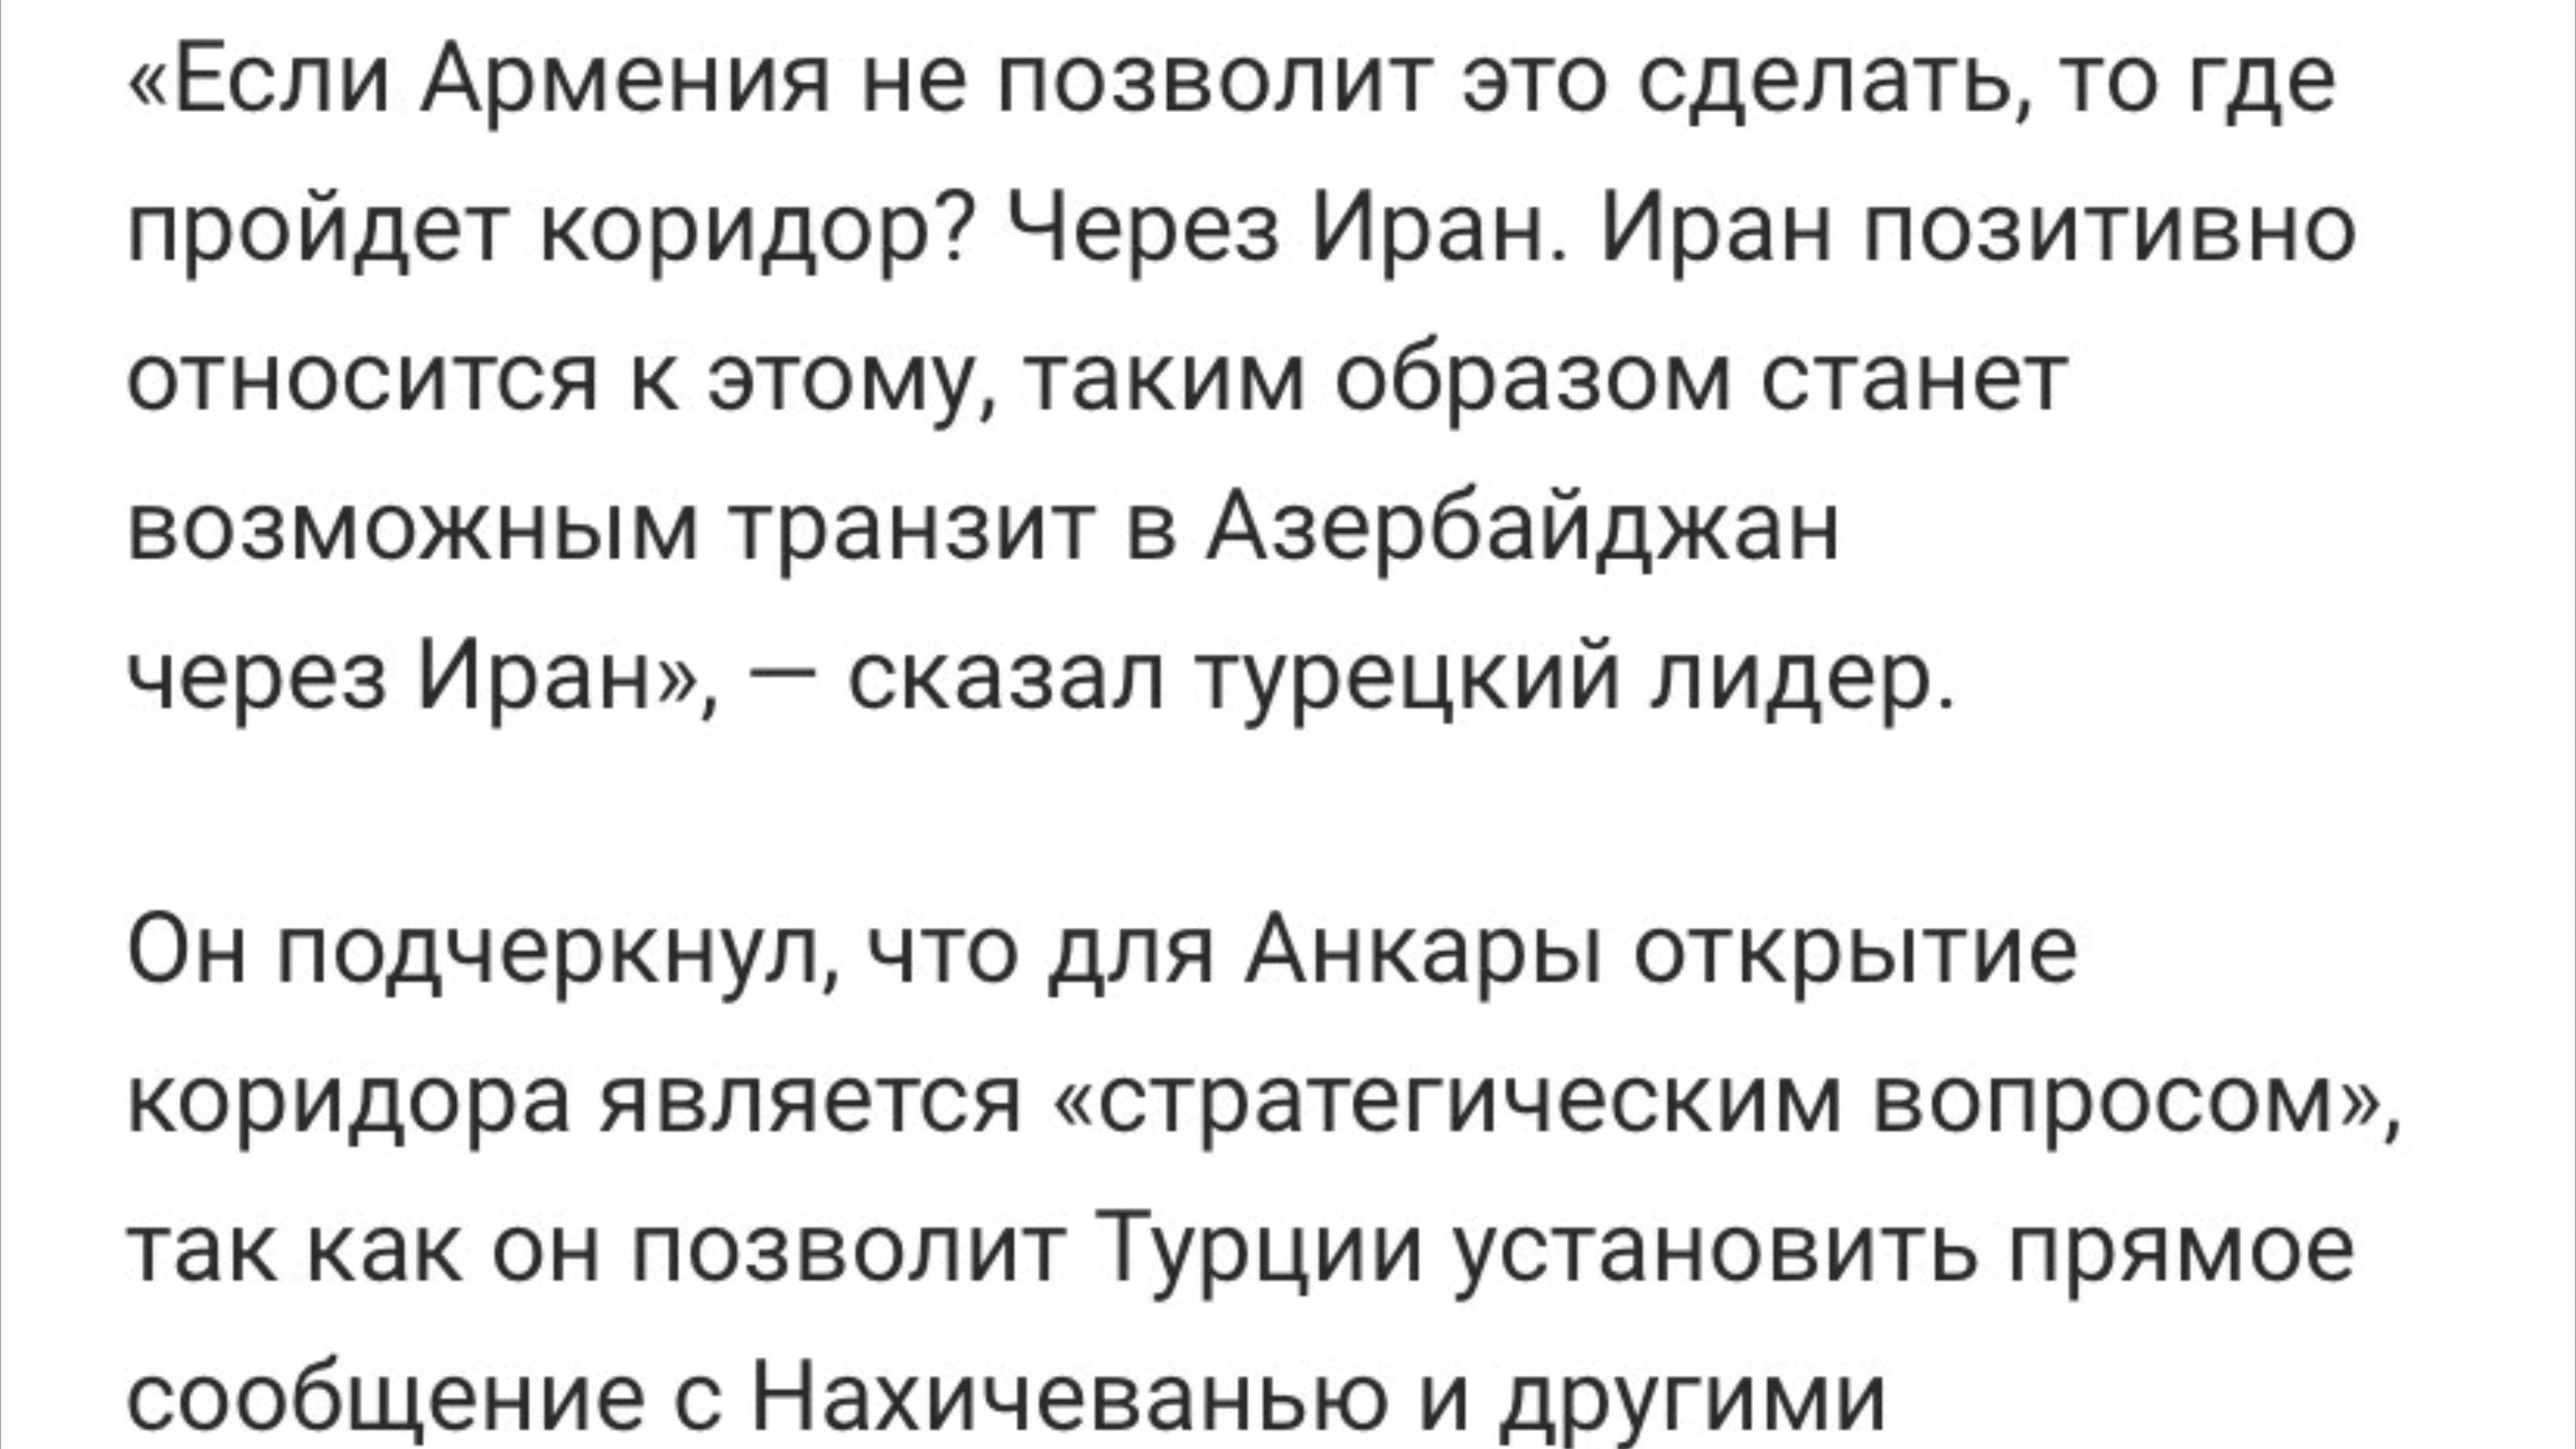 «Если Армения не позволит это сделать, то где
пройдет коридор? Через Иран. Иран позитивно
относится к этому, таким образом станет
возможным транзит в Азербайджан
через Иран», — сказал турецкий лидер.
Он подчеркнул, что для Анкары открытие
коридора является «стратегическим вопросом»,
так как он позволит Турции установить прямое
сообщение с Нахичеванью и другими